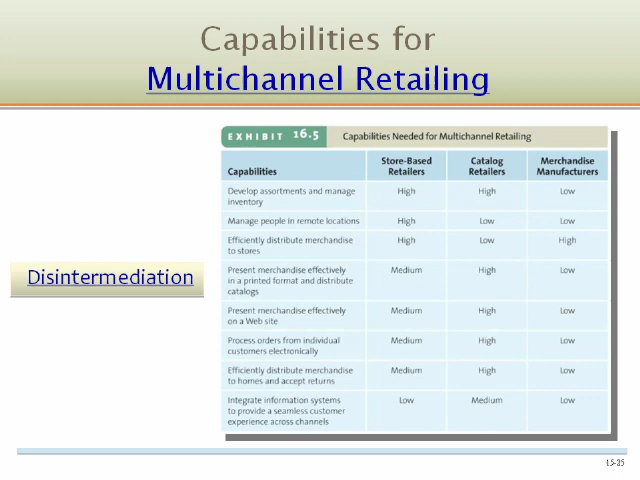 Capabilities for
Multichannel Retailing
EXHIBIT 16.5 Capabilities Needed for Multichannel Retailing
Capabilities Store-Based Retailers Catalog Retailers Merchandise Manufacturers
Develop assortments and manage High High Low
inventory
Manage people in remote locations High Low Low
Efficiently distribute merchandise High Low High
to stores
Present merchandise effectively Medium High Low
in a printed format and distribute
catalogs
Present merchandise effectively Medium High Low
on a Web site
Process orders from individual Medium High Low
customers electronically
Efficiently distribute merchandise Medium High Low
to homes and accept returns
Integrate information systems Low Medium Low
to provide a seamless customer
experience across channels
Disintermediation
15-35